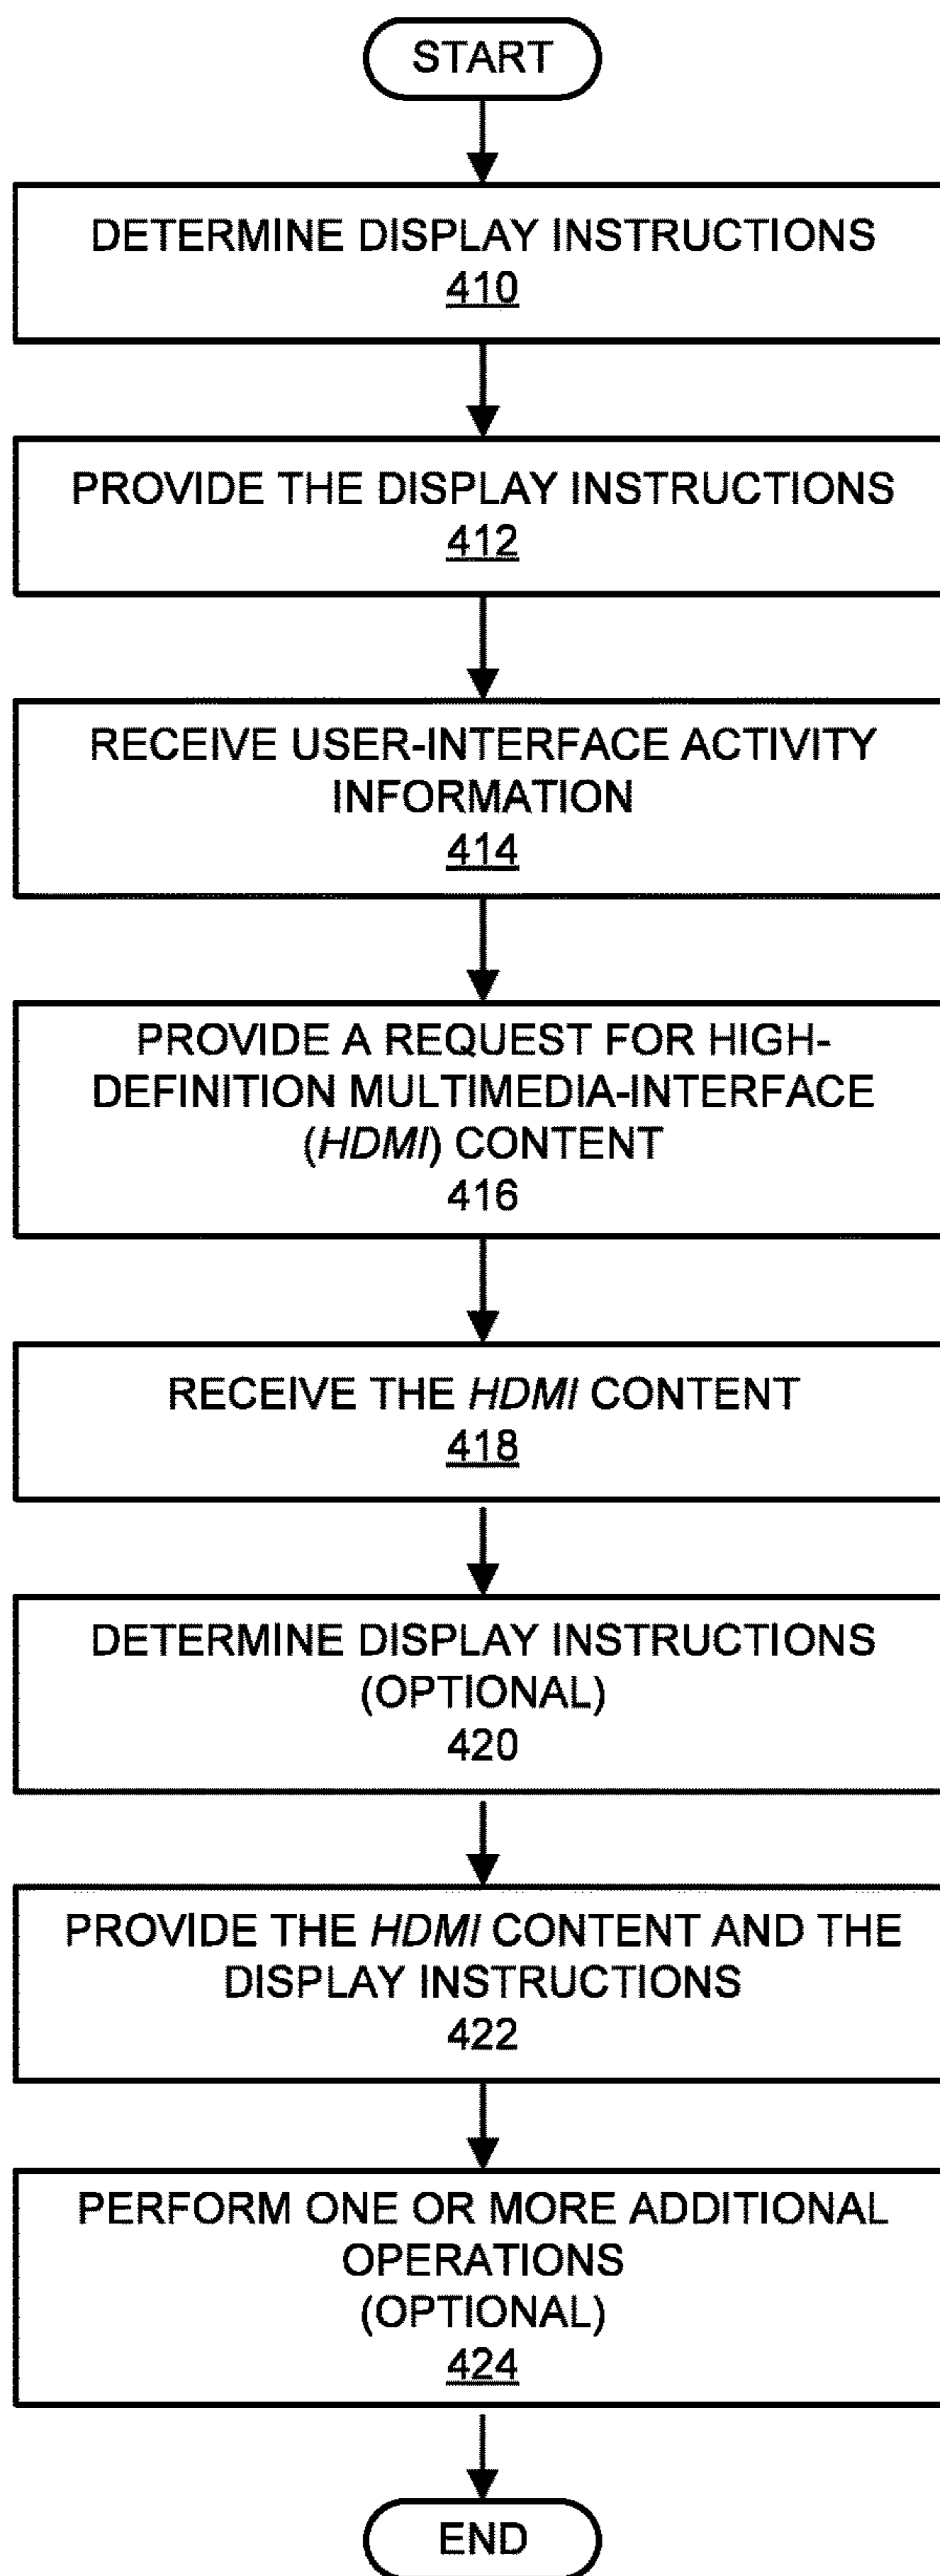 START
DETERMINE DISPLAY INSTRUCTIONS
410
PROVIDE THE DISPLAY INSTRUCTIONS
412
RECEIVE USER-INTERFACE ACTIVITY
INFORMATION
414
PROVIDE A REQUEST FOR HIGH-
DEFINITION MULTIMEDIA-INTERFACE
(HDMI) CONTENT
416
RECEIVE THE HDMI CONTENT
418
DETERMINE DISPLAY INSTRUCTIONS
(OPTIONAL)
420
PROVIDE THE HDMI CONTENT AND THE
DISPLAY INSTRUCTIONS
422
PERFORM ONE OR MORE ADDITIONAL
OPERATIONS
(OPTIONAL)
424
END